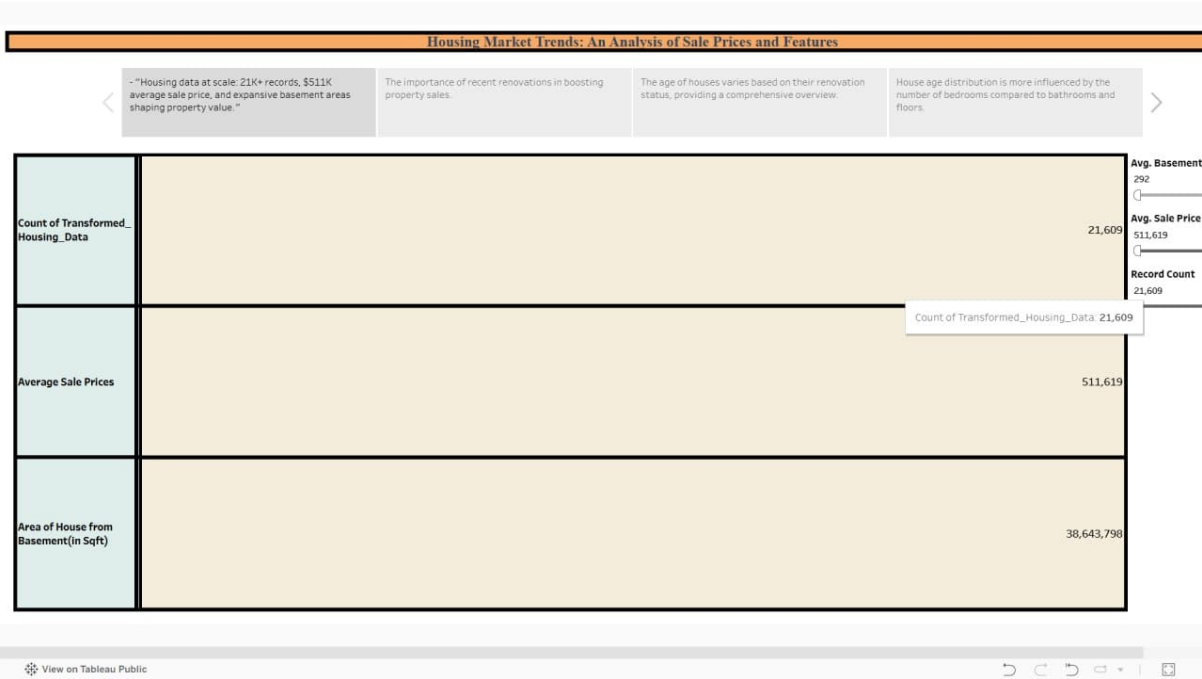 Housing Market Trends: An Analysis of Sale Prices and Features
- "Housing data at scale: 21K+ records, $511K
average sale price, and expansive basement areas
shaping property value."
The importance of recent renovations in boosting
property sales.
The age of houses varies based on their renovation
status, providing a comprehensive overview.
House age distribution is more influenced by the
number of bedrooms compared to bathrooms and
floors.
Count of Transformed_
Housing_Data
21,609
Average Sale Prices
511,619
Area of House from
Basement(in Sqft)
38,643,798
Count of Transformed_Housing_Data: 21,609
Avg. Basement
292
Avg. Sale Price
511,619
Record Count
21,609
View on Tableau Public